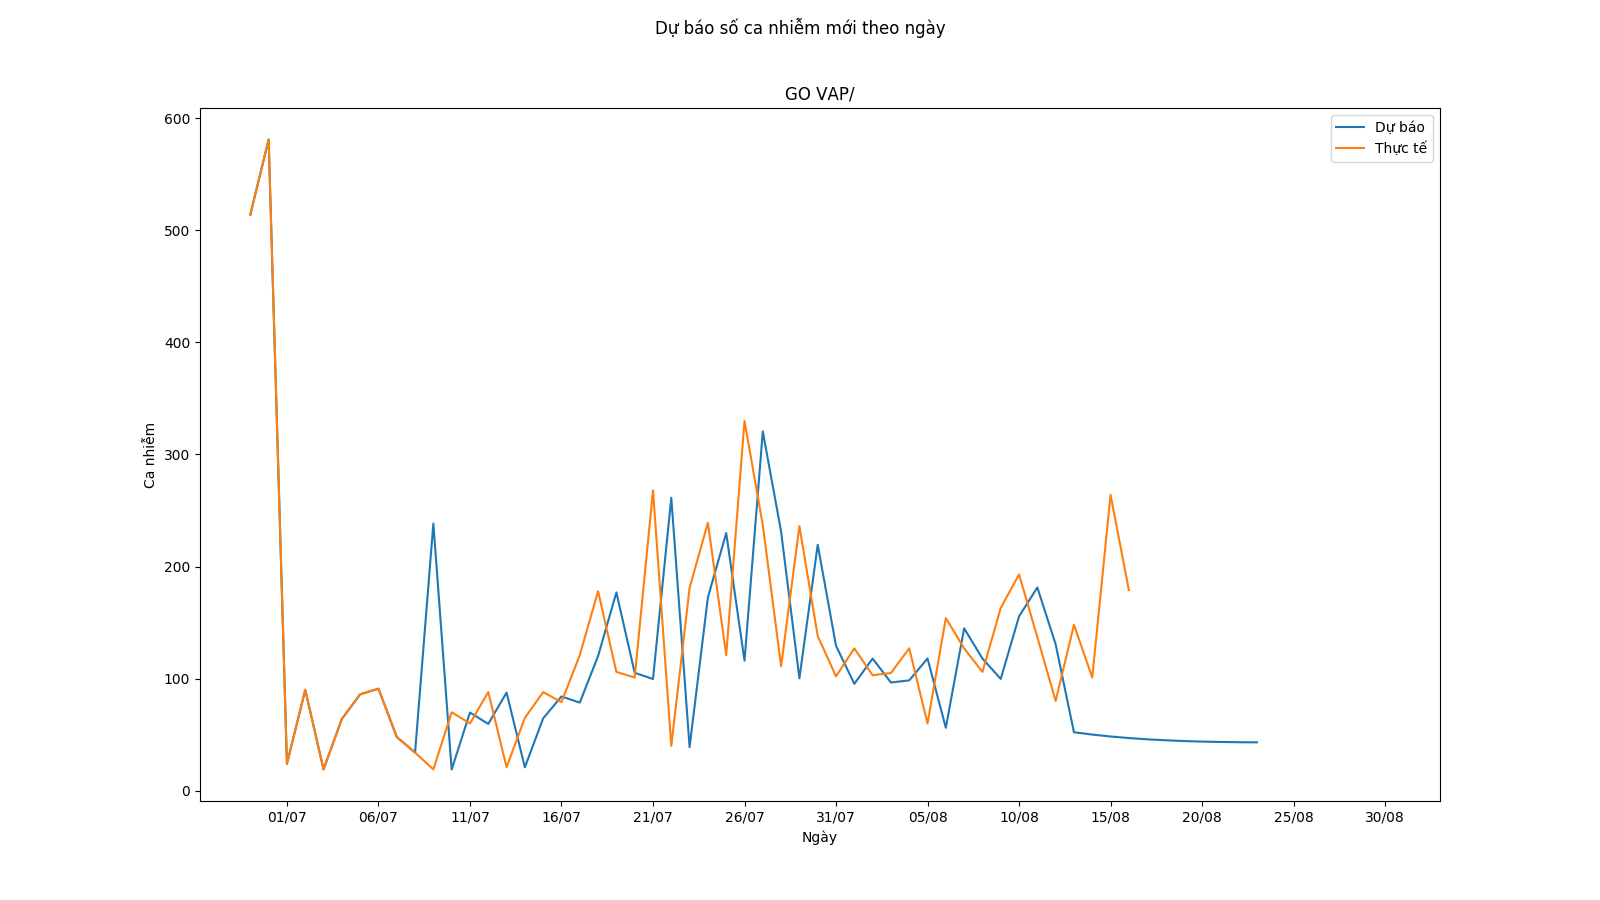 Dự báo số ca nhiễm mới theo ngày
GO VAP/
Dự báo
Thực tế
600
500
400
300
200
100
0
Ca nhiễm
01/07 06/07 11/07 16/07 21/07 26/07 31/07 05/08 10/08 15/08 20/08 25/08 30/08
Ngày